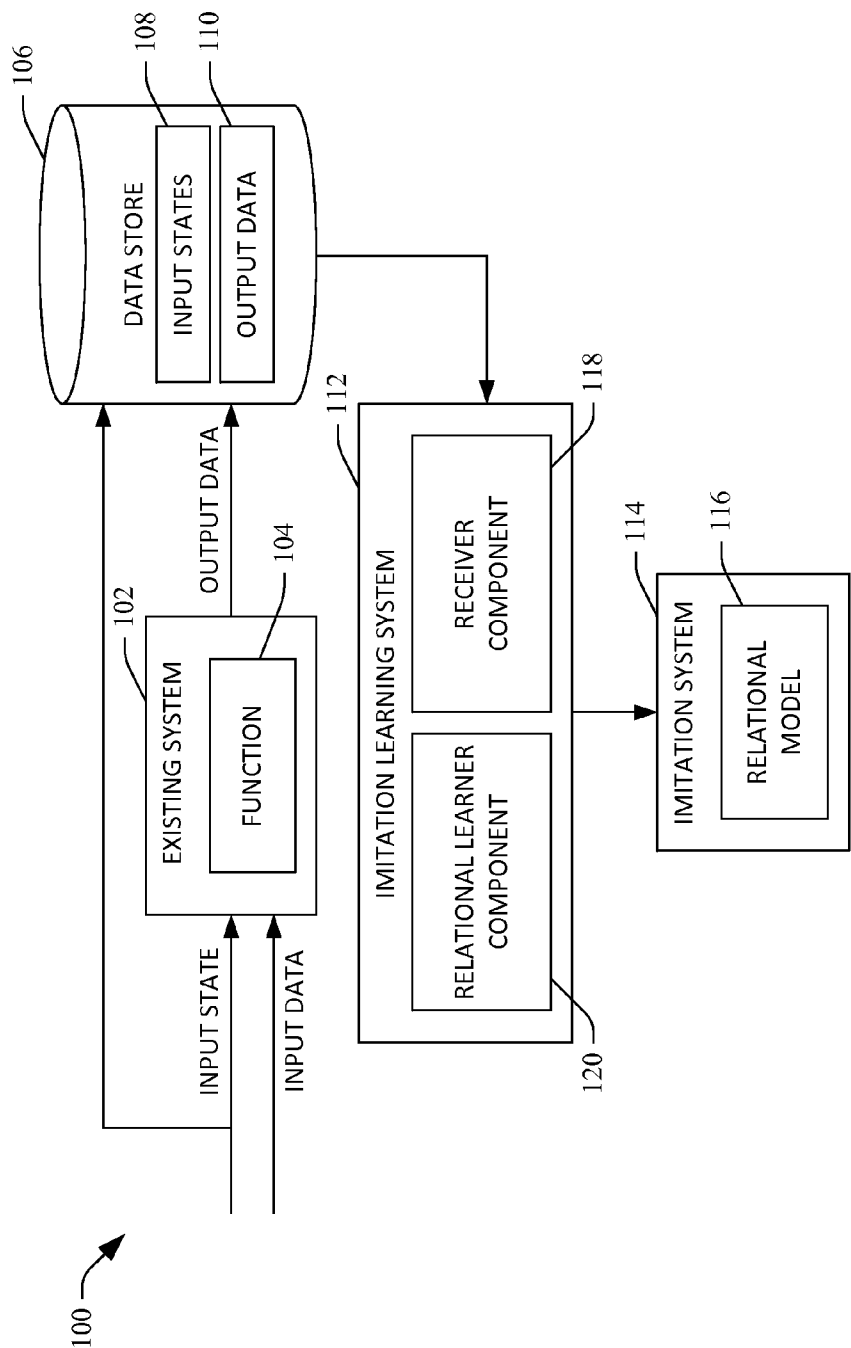 100
INPUT STATE
INPUT DATA
102
EXISTING SYSTEM
FUNCTION
104
OUTPUT DATA
106
DATA STORE
INPUT STATES
108
OUTPUT DATA
110
112
IMITATION LEARNING SYSTEM
RELATIONAL LEARNER
COMPONENT
120
RECEIVER
COMPONENT
118
114
IMITATION SYSTEM
RELATIONAL
MODEL
116